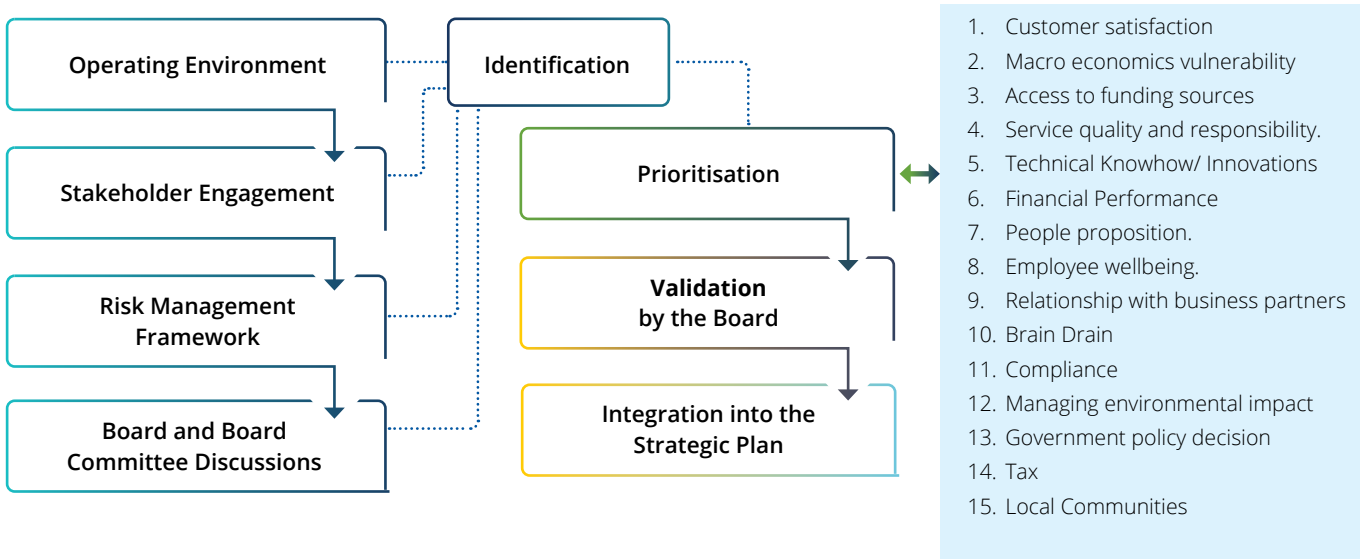 Operating Environment
Stakeholder Engagement
Risk Management
Framework
Board and Board
Committee Discussions
Identification
Prioritisation
Validation
by the Board
Integration into the
Strategic Plan
1. Customer satisfaction
2. Macro economics vulnerability
3. Access to funding sources
4. Service quality and responsibility.
5. Technical Knowhow/ Innovations
6. Financial Performance
7. People proposition.
8. Employee wellbeing.
9. Relationship with business partners
10. Brain Drain
11. Compliance
12. Managing environmental impact
13. Government policy decision
14. Tax
15. Local Communities